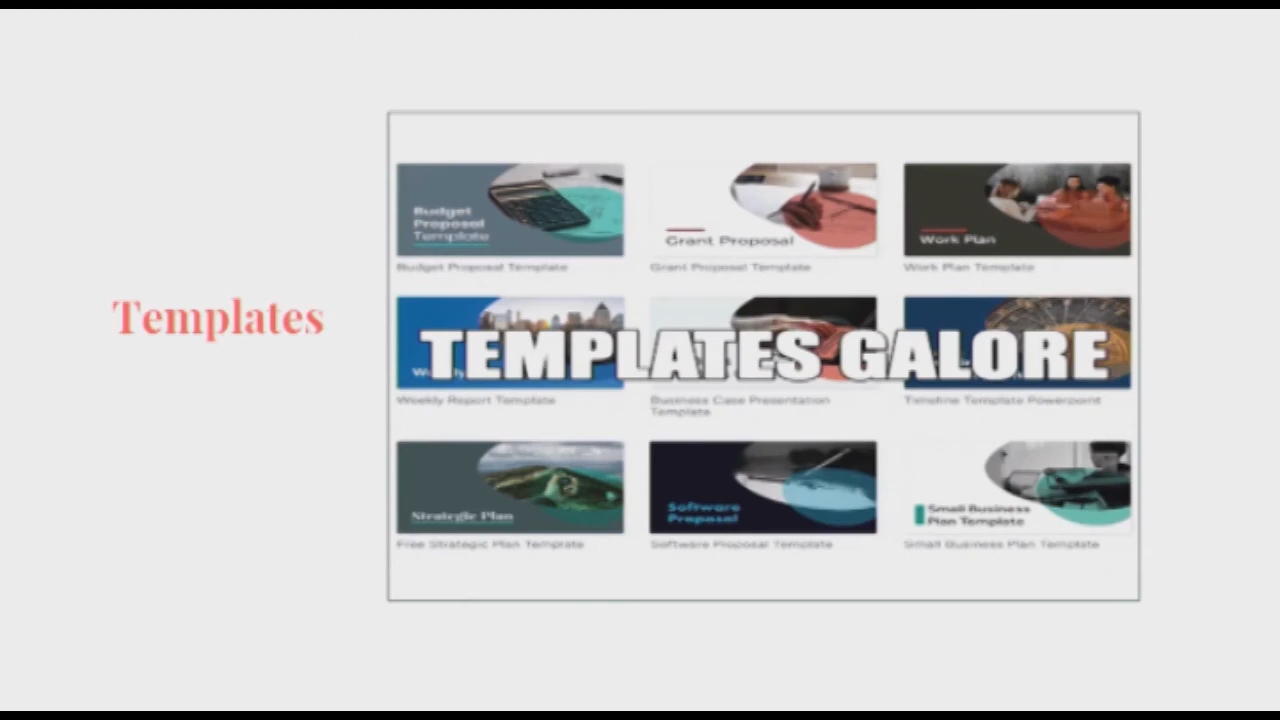 Templates
Budget
Proposal
Template
Budget Proposal Template
Grant Proposal
Grant Proposal Template
Work Plan
Work Plan Template
TEMPLATES GALORE
Weekly Report Template
Business Case Presentation
Template
Timeline Template Powerpoint
Strategic Plan
Free Strategic Plan Template
Software
Proposal
Software Proposal Template
Small Business
Plan Template
Small Business Plan Template